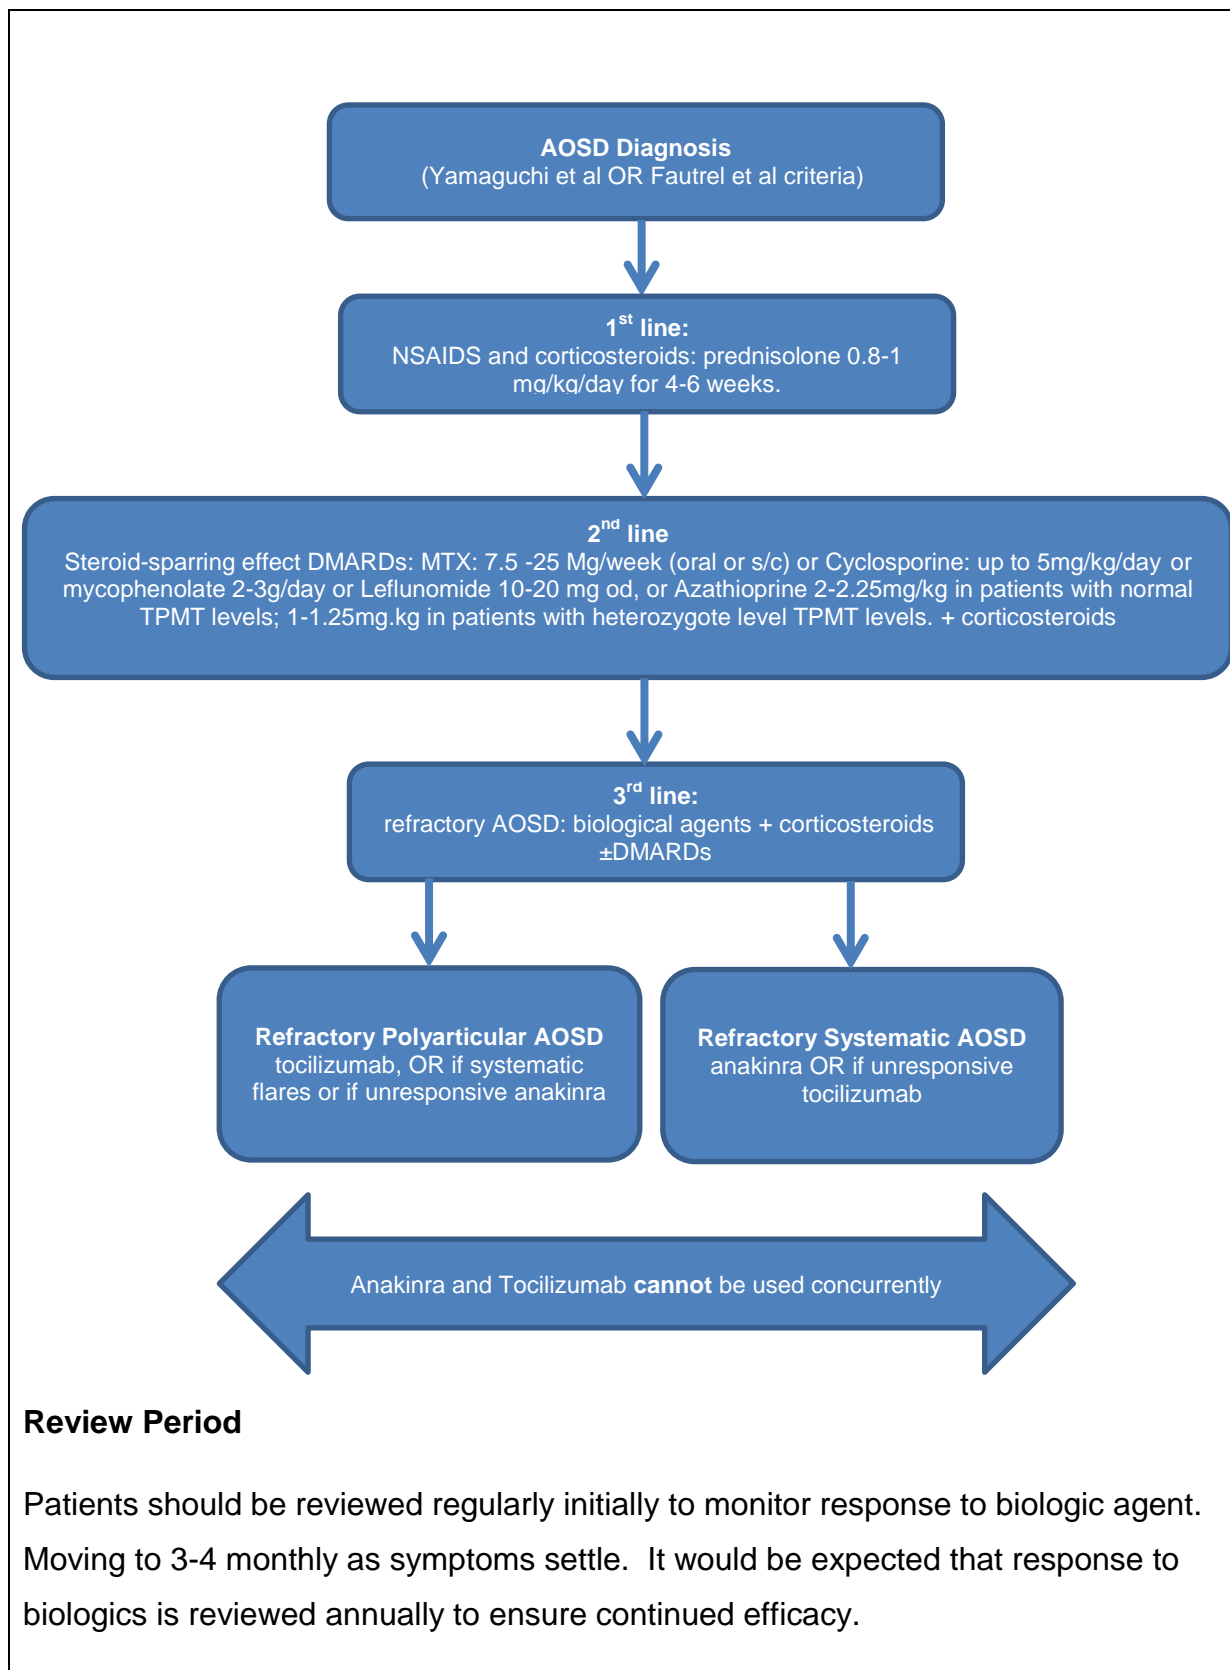 AOSD Diagnosis
(Yamaguchi et al OR Fautrel et al criteria)
1st line:
NSAIDS and corticosteroids: prednisolone 0.8-1
mg/kg/day for 4-6 weeks.
2nd line
Steroid-sparring effect DMARDs: MTX: 7.5 -25 Mg/week (oral or s/c) or Cyclosporine: up to 5mg/kg/day or
mycophenolate 2-3g/day or Leflunomide 10-20 mg od, or Azathioprine 2-2.25mg/kg in patients with normal
TPMT levels; 1-1.25mg.kg in patients with heterozygote level TPMT levels. + corticosteroids
3rd line:
refractory AOSD: biological agents + corticosteroids
±DMARDs
Refractory Polyarticular AOSD
tocilizumab, OR if systematic
flares or if unresponsive anakinra
Refractory Systematic AOSD
anakinra OR if unresponsive
tocilizumab
Anakinra and Tocilizumab cannot be used concurrently
Review Period
Patients should be reviewed regularly initially to monitor response to biologic agent.
Moving to 3-4 monthly as symptoms settle.  It would be expected that response to
biologics is reviewed annually to ensure continued efficacy.